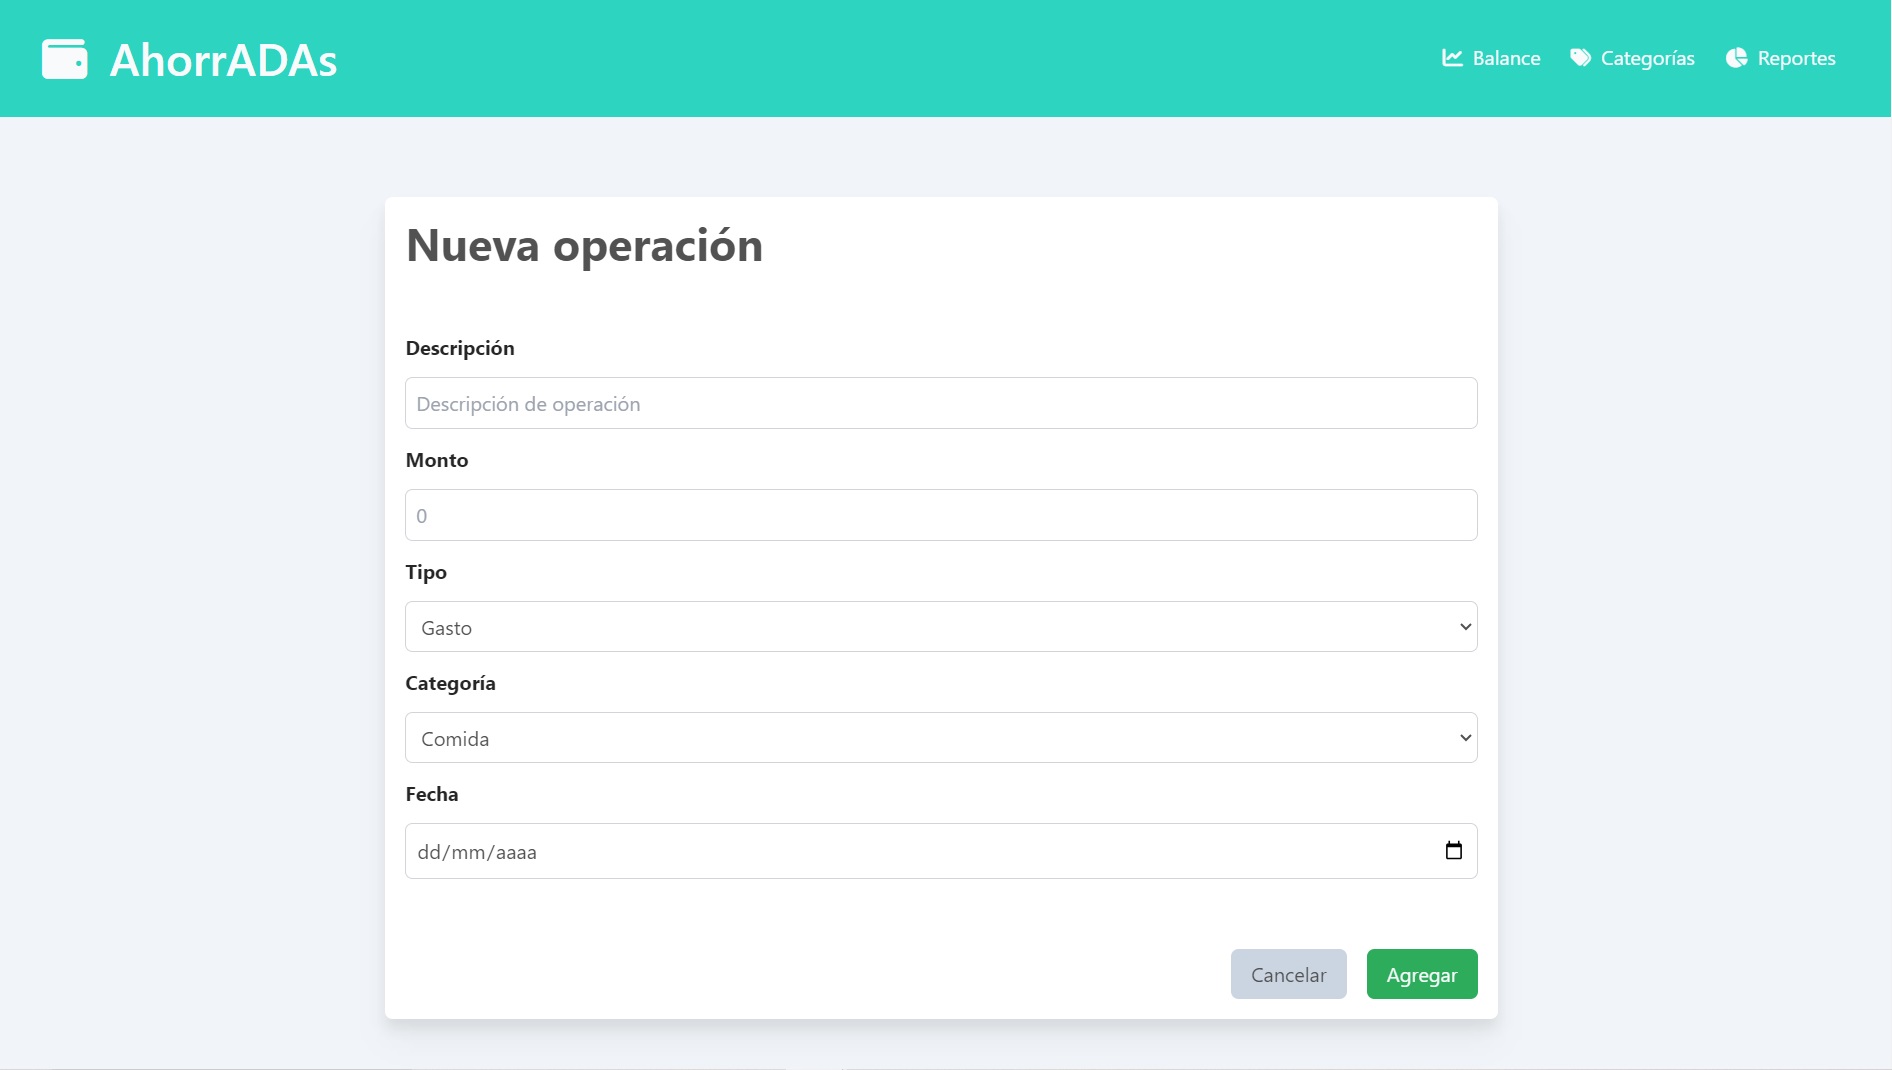 AhorrADAs
Balance
Categorías
Reportes
Nueva operación
Descripción
Descripción de operación
Monto
0
Tipo
Gasto
Categoría
Comida
Fecha
dd/mm/aaaa
Cancelar
Agregar